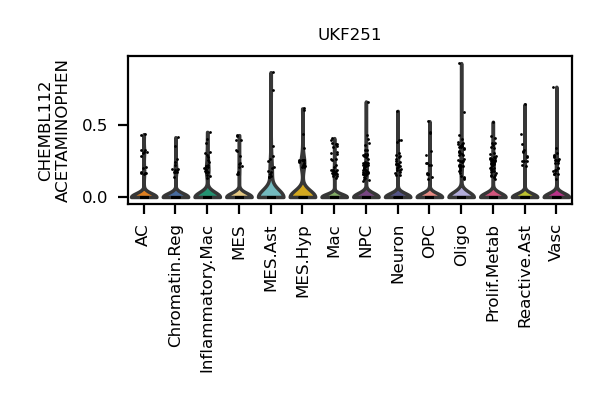 UKF251
CHEMBL112
ACETAMINOPHEN
0.5
0.0
AC
Chromatin.Reg
Inflammatory.Mac
MES
MES.Ast
MES.Hyp
Mac
NPC
Neuron
OPC
Oligo
Prolif.Metab
Reactive.Ast
Vasc